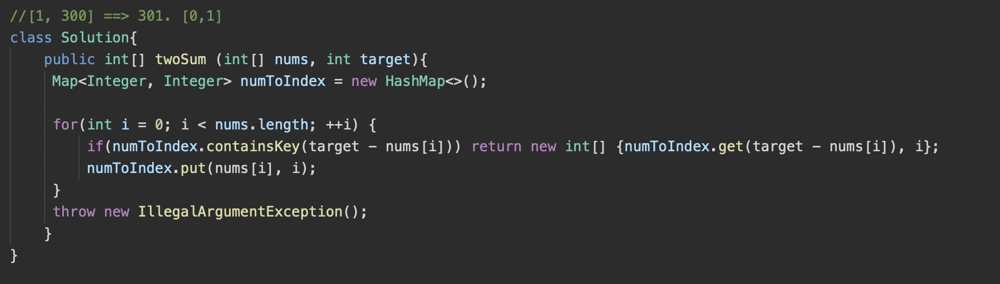 //[1, 300] ==> 301. [0,1]
class Solution{
    public int[] twoSum (int[] nums, int target){
     Map<Integer, Integer> numToIndex = new HashMap<>();

     for(int i = 0; i < nums.length; ++i) {
         if(numToIndex.containsKey(target - nums[i])) return new int[] {numToIndex.get(target - nums[i]), i};
         numToIndex.put(nums[i], i);
     }
     throw new IllegalArgumentException();
    }
}